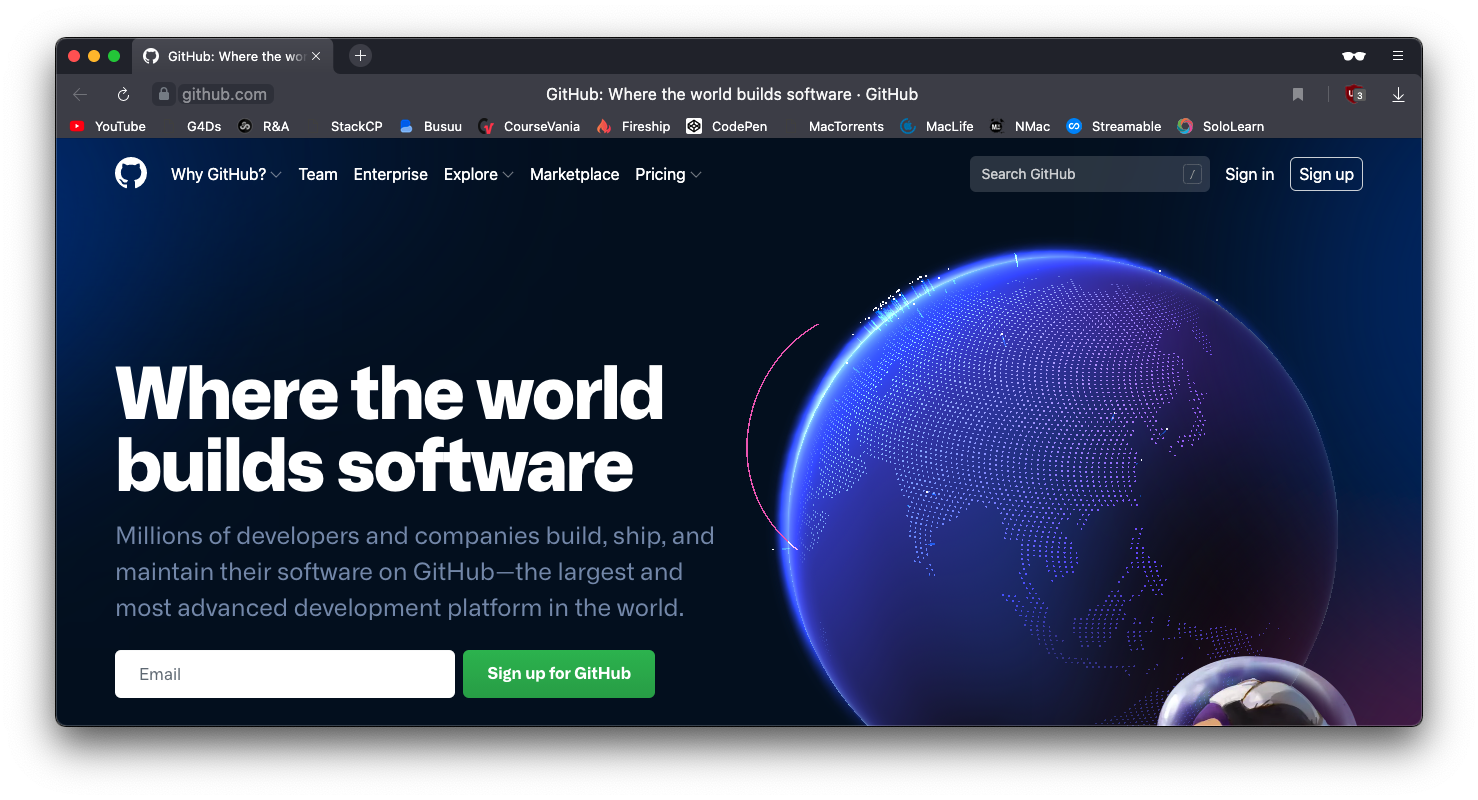 GitHub: Where the wor
github.com
GitHub: Where the world builds software · GitHub
3
YouTube G4Ds R&A StackCP Busuu CourseVania Fireship CodePen MacTorrents MacLife NMac Streamable SoloLearn
Why GitHub? Team Enterprise Explore Marketplace Pricing Search GitHub / Sign in Sign up
Where the world
builds software
Millions of developers and companies build, ship, and
maintain their software on GitHub—the largest and
most advanced development platform in the world.
Email Sign up for GitHub